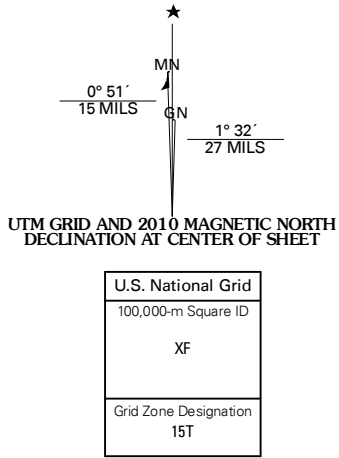 MN
0° 51´
15 MILS
GN
1° 32´
27 MILS
UTM GRID AND 2010 MAGNETIC NORTH
DECLINATION AT CENTER OF SHEET
U.S. National Grid
100,000-m Square ID
XF
Grid Zone Designation
15T